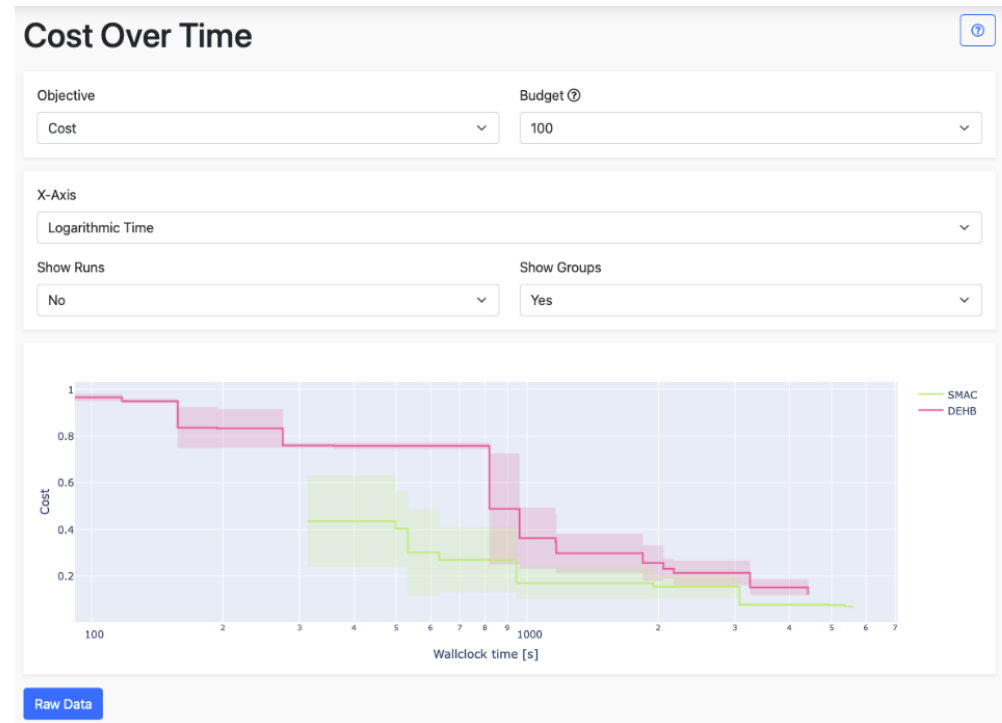 Cost Over Time
Objective
Budget
Cost
100
X-Axis
Logarithmic Time
Show Runs
Show Groups
No
Yes
SMAC
DEHB
1
0.8
0.6
0.4
0.2
Cost
100
2
3
4
5
6
7
8
9
1000
2
3
4
5
6
7
Wallclock time [s]
Raw Data